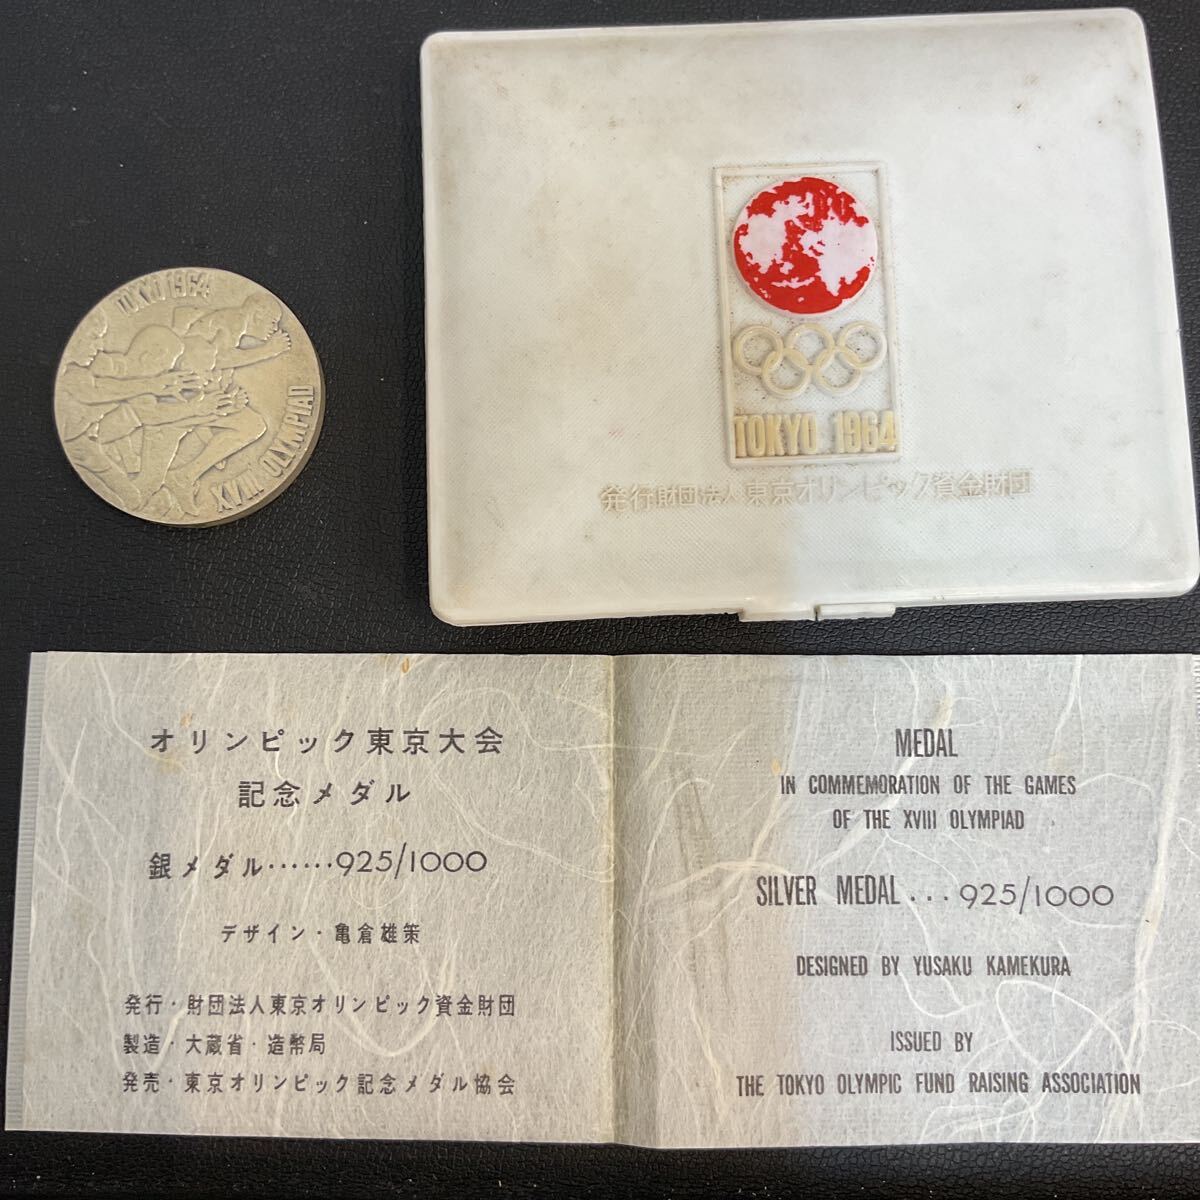 TOKYO 1964
XVIII OLYMPIAD
TOKYO 1964
発行財団法人東京オリンピック資金財団
オリンピック東京大会
記念メダル
銀メダル……925/1000
デザイン・亀倉雄策
発行・財団法人東京オリンピック資金財団
製造・大蔵省・造幣局
発売・東京オリンピック記念メダル協会
MEDAL
IN COMMEMORATION OF THE GAMES
OF THE XVIII OLYMPIAD
SILVER MEDAL...925/1000
DESIGNED BY YUSAKU KAMEKURA
ISSUED BY
THE TOKYO OLYMPIC FUND RAISING ASSOCIATION